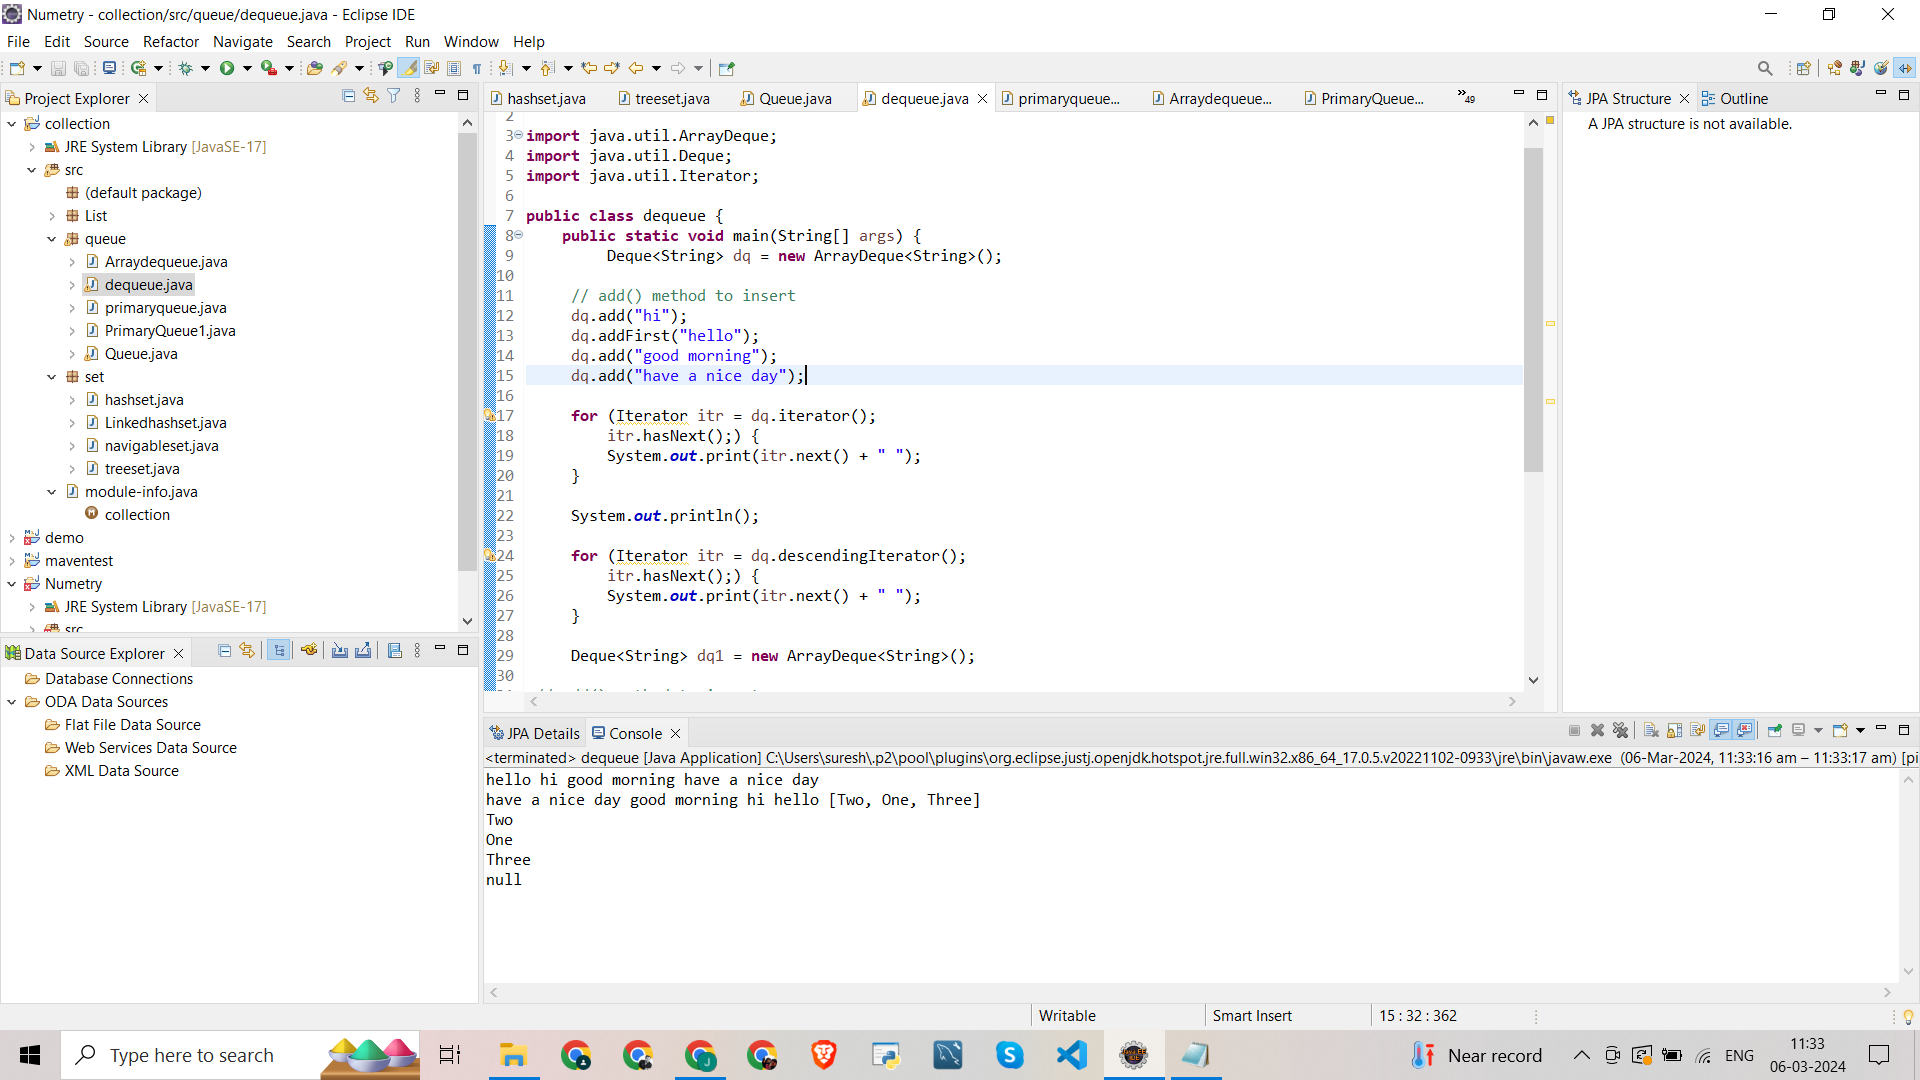 Numetry - collection/src/queue/dequeue.java - Eclipse IDE
File Edit Source Refactor Navigate Search Project Run Window Help
Project Explorer
collection
JRE System Library [JavaSE-17]
src
(default package)
List
queue
Arraydequeue.java
dequeue.java
primaryqueue.java
PrimaryQueue1.java
Queue.java
set
hashset.java
Linkedhashset.java
navigableset.java
treeset.java
module-info.java
collection
demo
maventest
Numetry
JRE System Library [JavaSE-17]
src
Data Source Explorer
Database Connections
ODA Data Sources
Flat File Data Source
Web Services Data Source
XML Data Source
hashset.java treeset.java Queue.java dequeue.java primaryqueue... Araydequeue... PrimaryQueue... »49
2
3 import java.util.ArrayDeque;
4 import java.util.Deque;
5 import java.util.Iterator;
6
7 public class dequeue {
8 public static void main(String[] args) {
9 Deque<String> dq = new ArrayDeque<String>();
10
11 // add() method to insert
12 dq.add("hi");
13 dq.addFirst("hello");
14 dq.add("good morning");
15 dq.add("have a nice day");
16
17 for (Iterator itr = dq.iterator();
18 itr.hasNext();) {
19 System.out.print(itr.next() + " ");
20 }
21
22 System.out.println();
23
24 for (Iterator itr = dq.descendingIterator();
25 itr.hasNext();) {
26 System.out.print(itr.next() + " ");
27 }
28
29 Deque<String> dq1 = new ArrayDeque<String>();
30
JPA Structure Outline
A JPA structure is not available.
JPA Details Console
<terminated> dequeue [Java Application] C:\Users\suresh\.p2\pool\plugins\org.eclipse.justj.openjdk.hotspot.jre.full.win32.x86_64_17.0.5.v20221102-0933\jre\bin\javaw.exe (06-Mar-2024, 11:33:16 am – 11:33:17 am) [pi
hello hi good morning have a nice day
have a nice day good morning hi hello [Two, One, Three]
Two
One
Three
null
Writable Smart Insert 15 : 32 : 362
Type here to search
Near record
ENG
11:33
06-03-2024